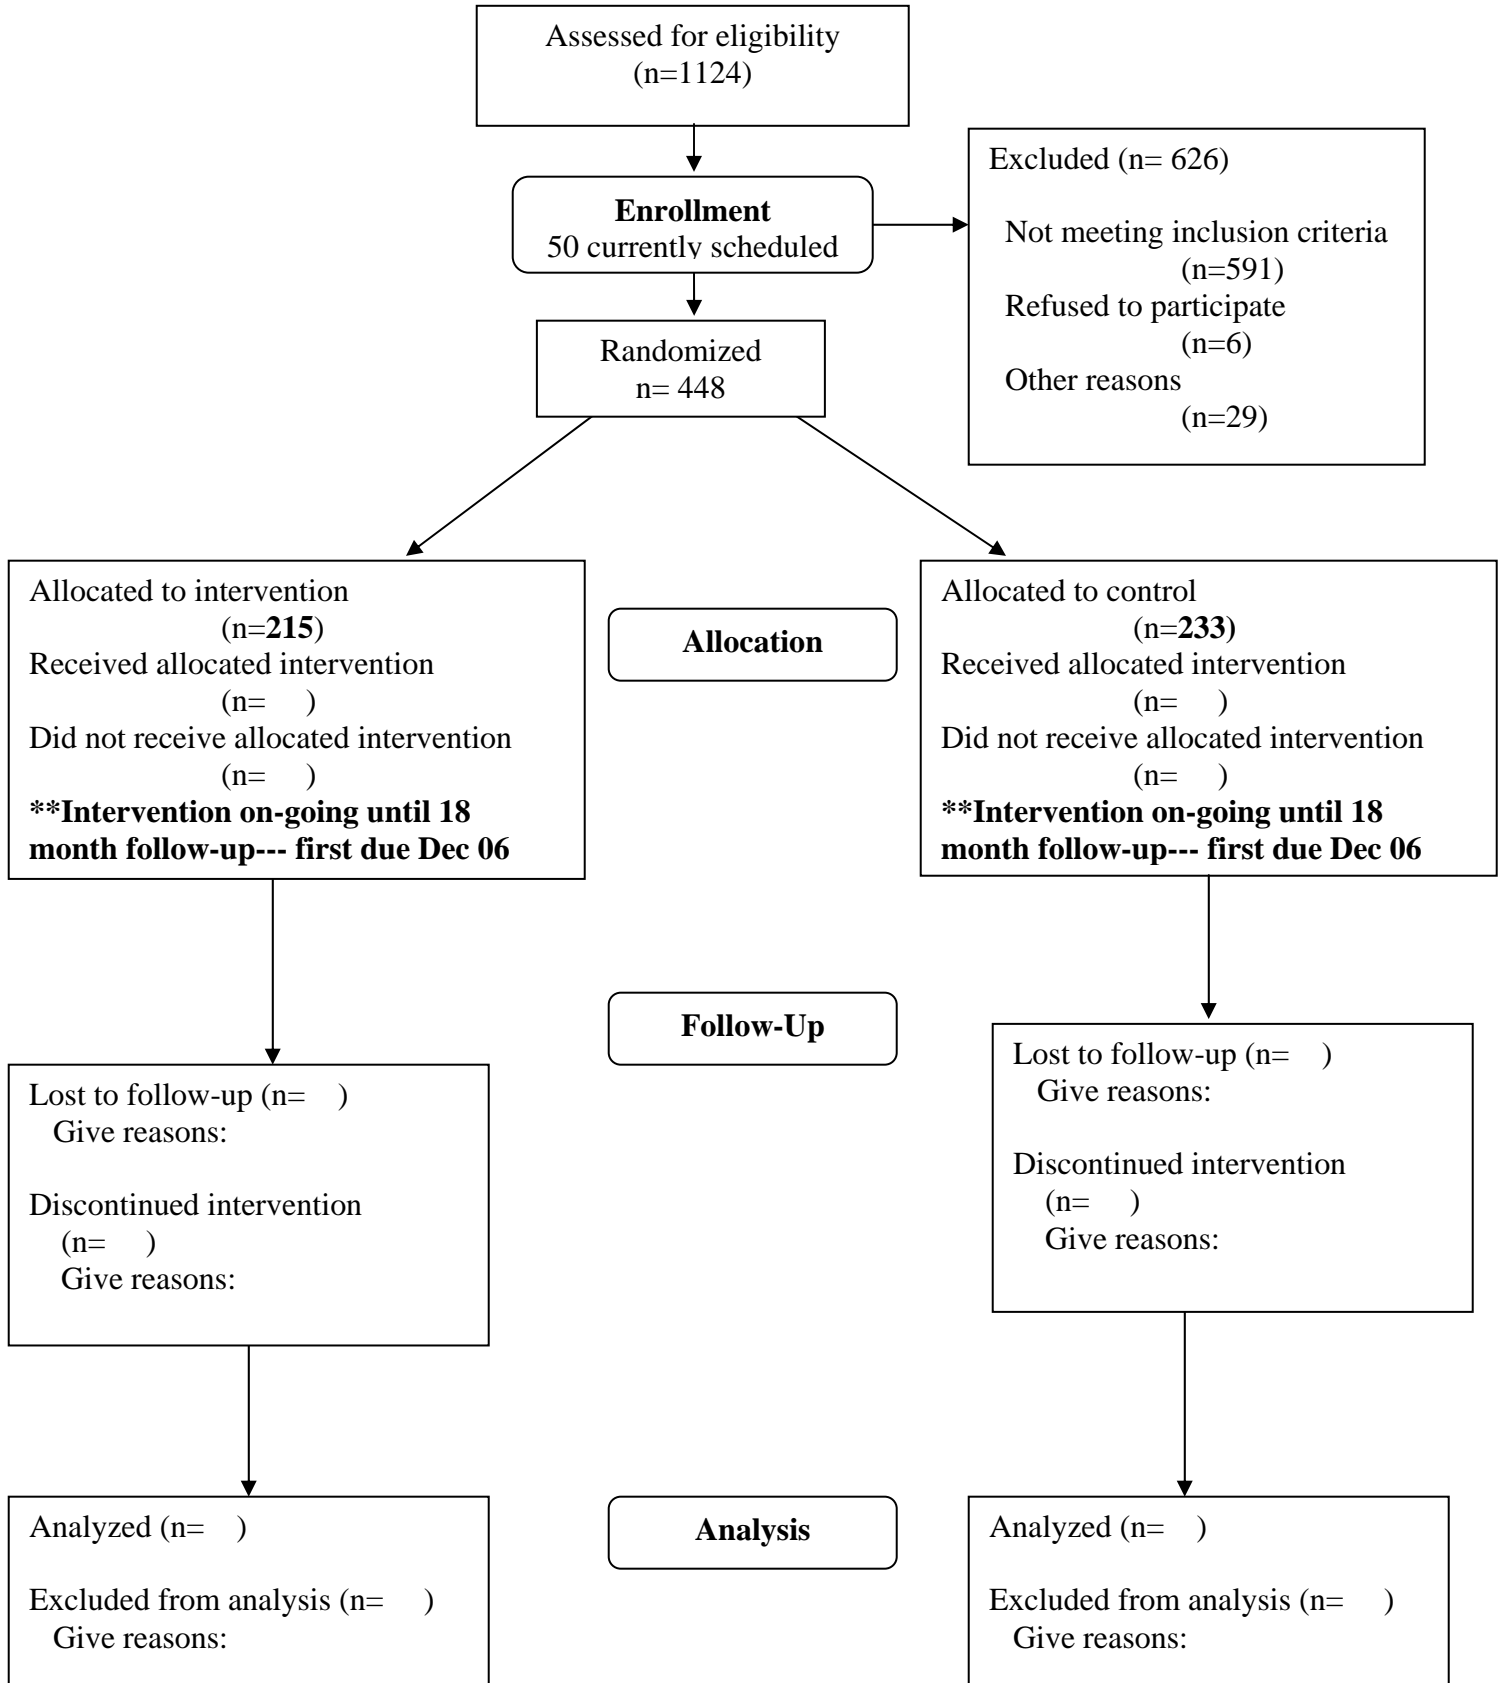 Assessed for eligibility
(n=1124)
Enrollment
50 currently scheduled
Excluded (n= 626)
Not meeting inclusion criteria
(n=591)
Refused to participate
(n=6)
Other reasons
(n=29)
Randomized
n= 448
Allocated to intervention
(n=215)
Received allocated intervention
(n= )
Did not receive allocated intervention
(n= )
**Intervention on-going until 18
month follow-up--- first due Dec 06
Allocation
Allocated to control
(n=233)
Received allocated intervention
(n= )
Did not receive allocated intervention
(n= )
**Intervention on-going until 18
month follow-up--- first due Dec 06
Follow-Up
Lost to follow-up (n= )
Give reasons:
Discontinued intervention
(n= )
Give reasons:
Lost to follow-up (n= )
Give reasons:
Discontinued intervention
(n= )
Give reasons:
Analyzed (n= )
Excluded from analysis (n= )
Give reasons:
Analysis
Analyzed (n= )
Excluded from analysis (n= )
Give reasons: